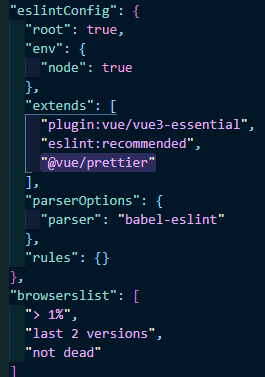 "eslintConfig": {
"root": true,
"env": {
"node": true
},
"extends": [
"plugin:vue/vue3-essential",
"eslint:recommended",
"@vue/prettier"
],
"parserOptions": {
"parser": "babel-eslint"
},
"rules": {}
},
"browserslist": [
"> 1%",
"last 2 versions",
"not dead"
]